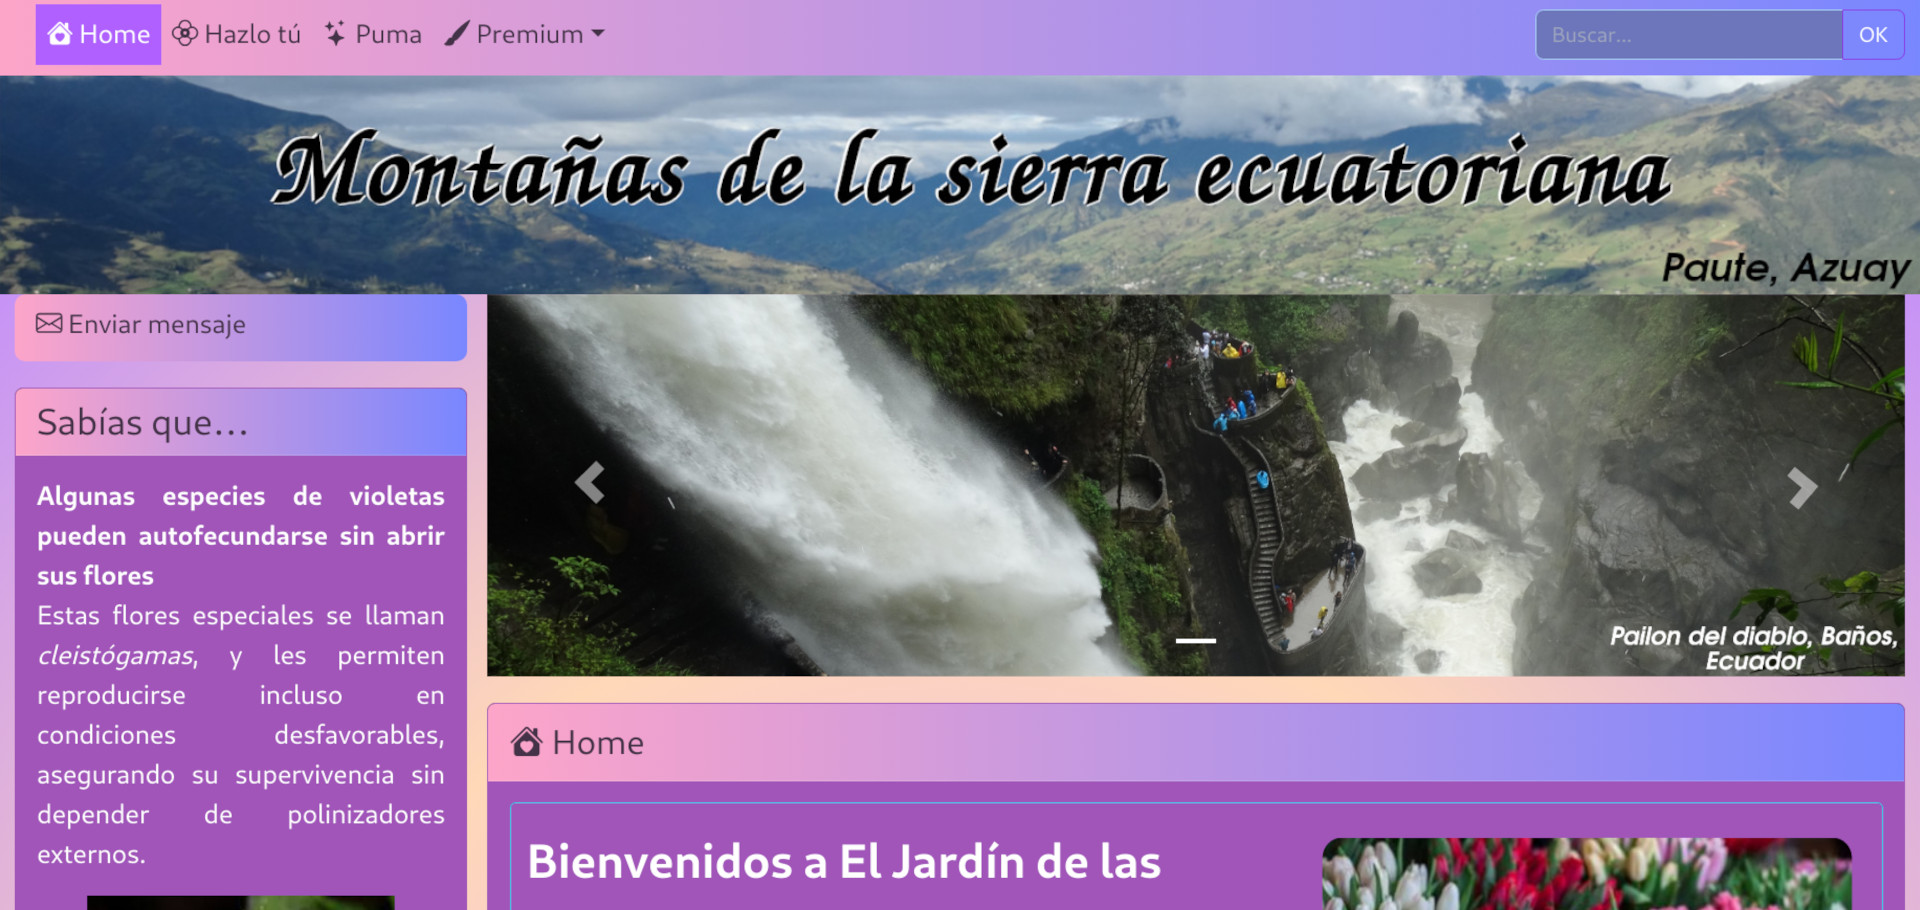 Home Hazlo tú Puma Premium Buscar... OK
Montañas de la sierra ecuatoriana
Paute, Azuay
Enviar mensaje
Sabías que...
Algunas especies de violetas
pueden autofecundarse sin abrir
sus flores
Estas flores especiales se llaman
cleistógamas, y les permiten
reproducirse incluso en
condiciones desfavorables,
asegurando su supervivencia sin
depender de polinizadores
externos.
Pailon del diablo, Baños,
Ecuador
Home
Bienvenidos a El Jardín de las